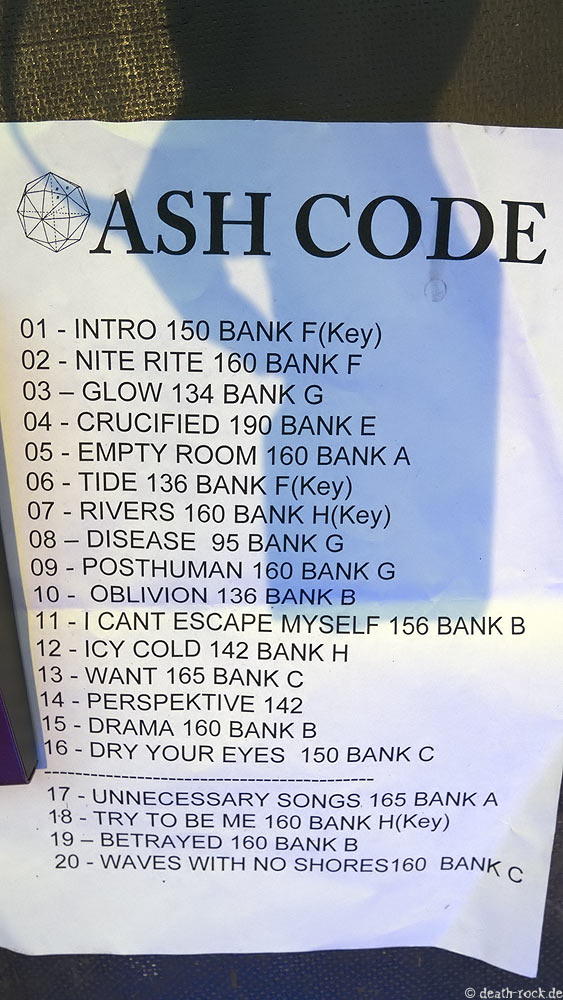 ASH CODE
01 - INTRO 150 BANK F(Key)
02 - NITE RITE 160 BANK F
03 – GLOW 134 BANK G
04 - CRUCIFIED 190 BANK E
05 - EMPTY ROOM 160 BANK A
06 - TIDE 136 BANK F(Key)
07 - RIVERS 160 BANK H(Key)
08 – DISEASE  95 BANK G
09 - POSTHUMAN 160 BANK G
10 -  OBLIVION 136 BANK B
11 - I CANT ESCAPE MYSELF 156 BANK B
12 - ICY COLD 142 BANK H
13 - WANT 165 BANK C
14 - PERSPEKTIVE 142
15 - DRAMA 160 BANK B
16 - DRY YOUR EYES  150 BANK C
-----------------------------------------
17 - UNNECESSARY SONGS 165 BANK A
18 - TRY TO BE ME 160 BANK H(Key)
19 – BETRAYED 160 BANK B
20 - WAVES WITH NO SHORES160  BANK C
© death-rock.de